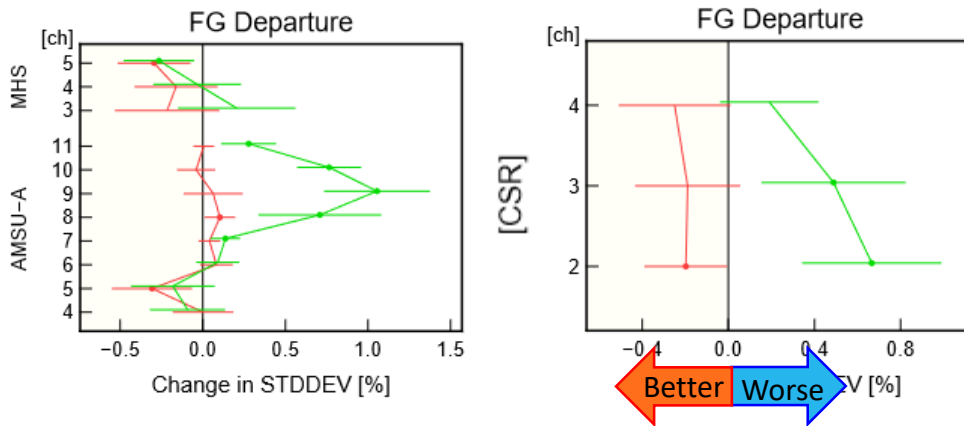 FG Departure
[ch]
MHS
5
4
3
AMSU-A
11
10
9
8
7
6
5
4
−0.5 0.0 0.5 1.0 1.5
Change in STDDEV [%]
FG Departure
[ch]
[CSR]
4
3
2
−0.4 0.0 0.4 0.8
Better Worse EV [%]